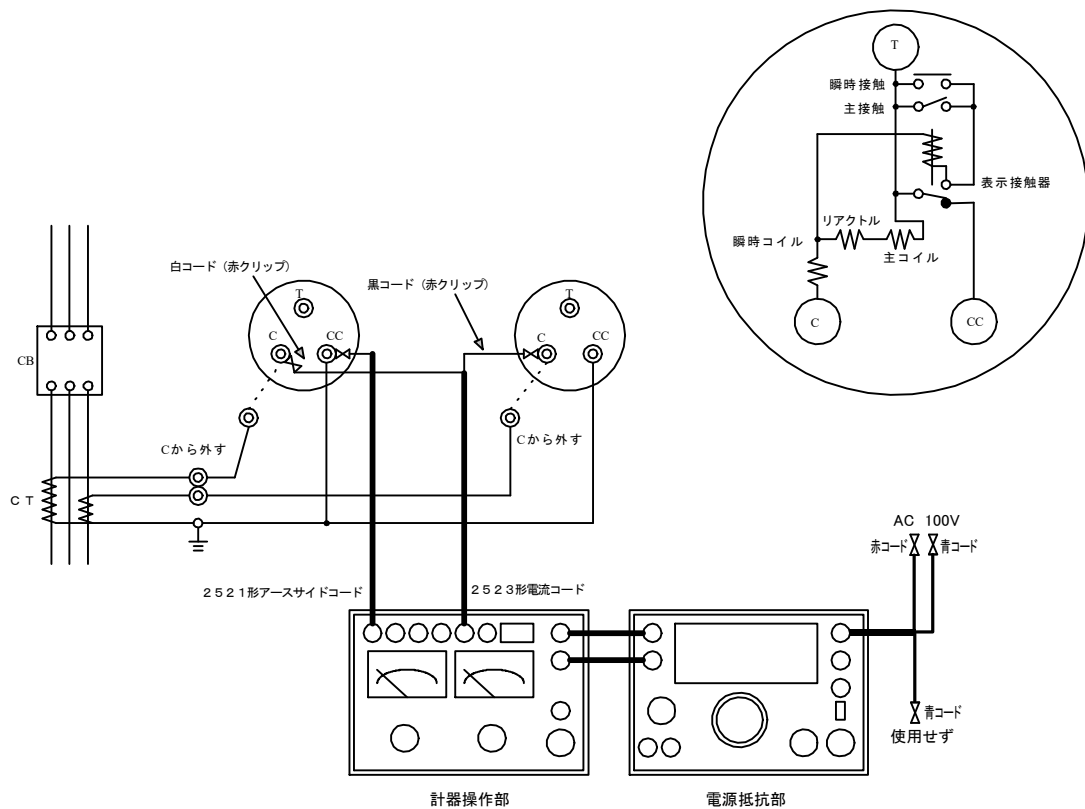 T
瞬時接触
主接触
表示接触器
リアクトル
瞬時コイル
主コイル
C
CC
白コード（赤クリップ）
黒コード（赤クリップ）
T
C
CC
T
C
CC
CB
Cから外す
Cから外す
ＣＴ
AC 100V
赤コード
青コード
２５２１形アースサイドコード
２５２３形電流コード
青コード
使用せず
計器操作部
電源抵抗部